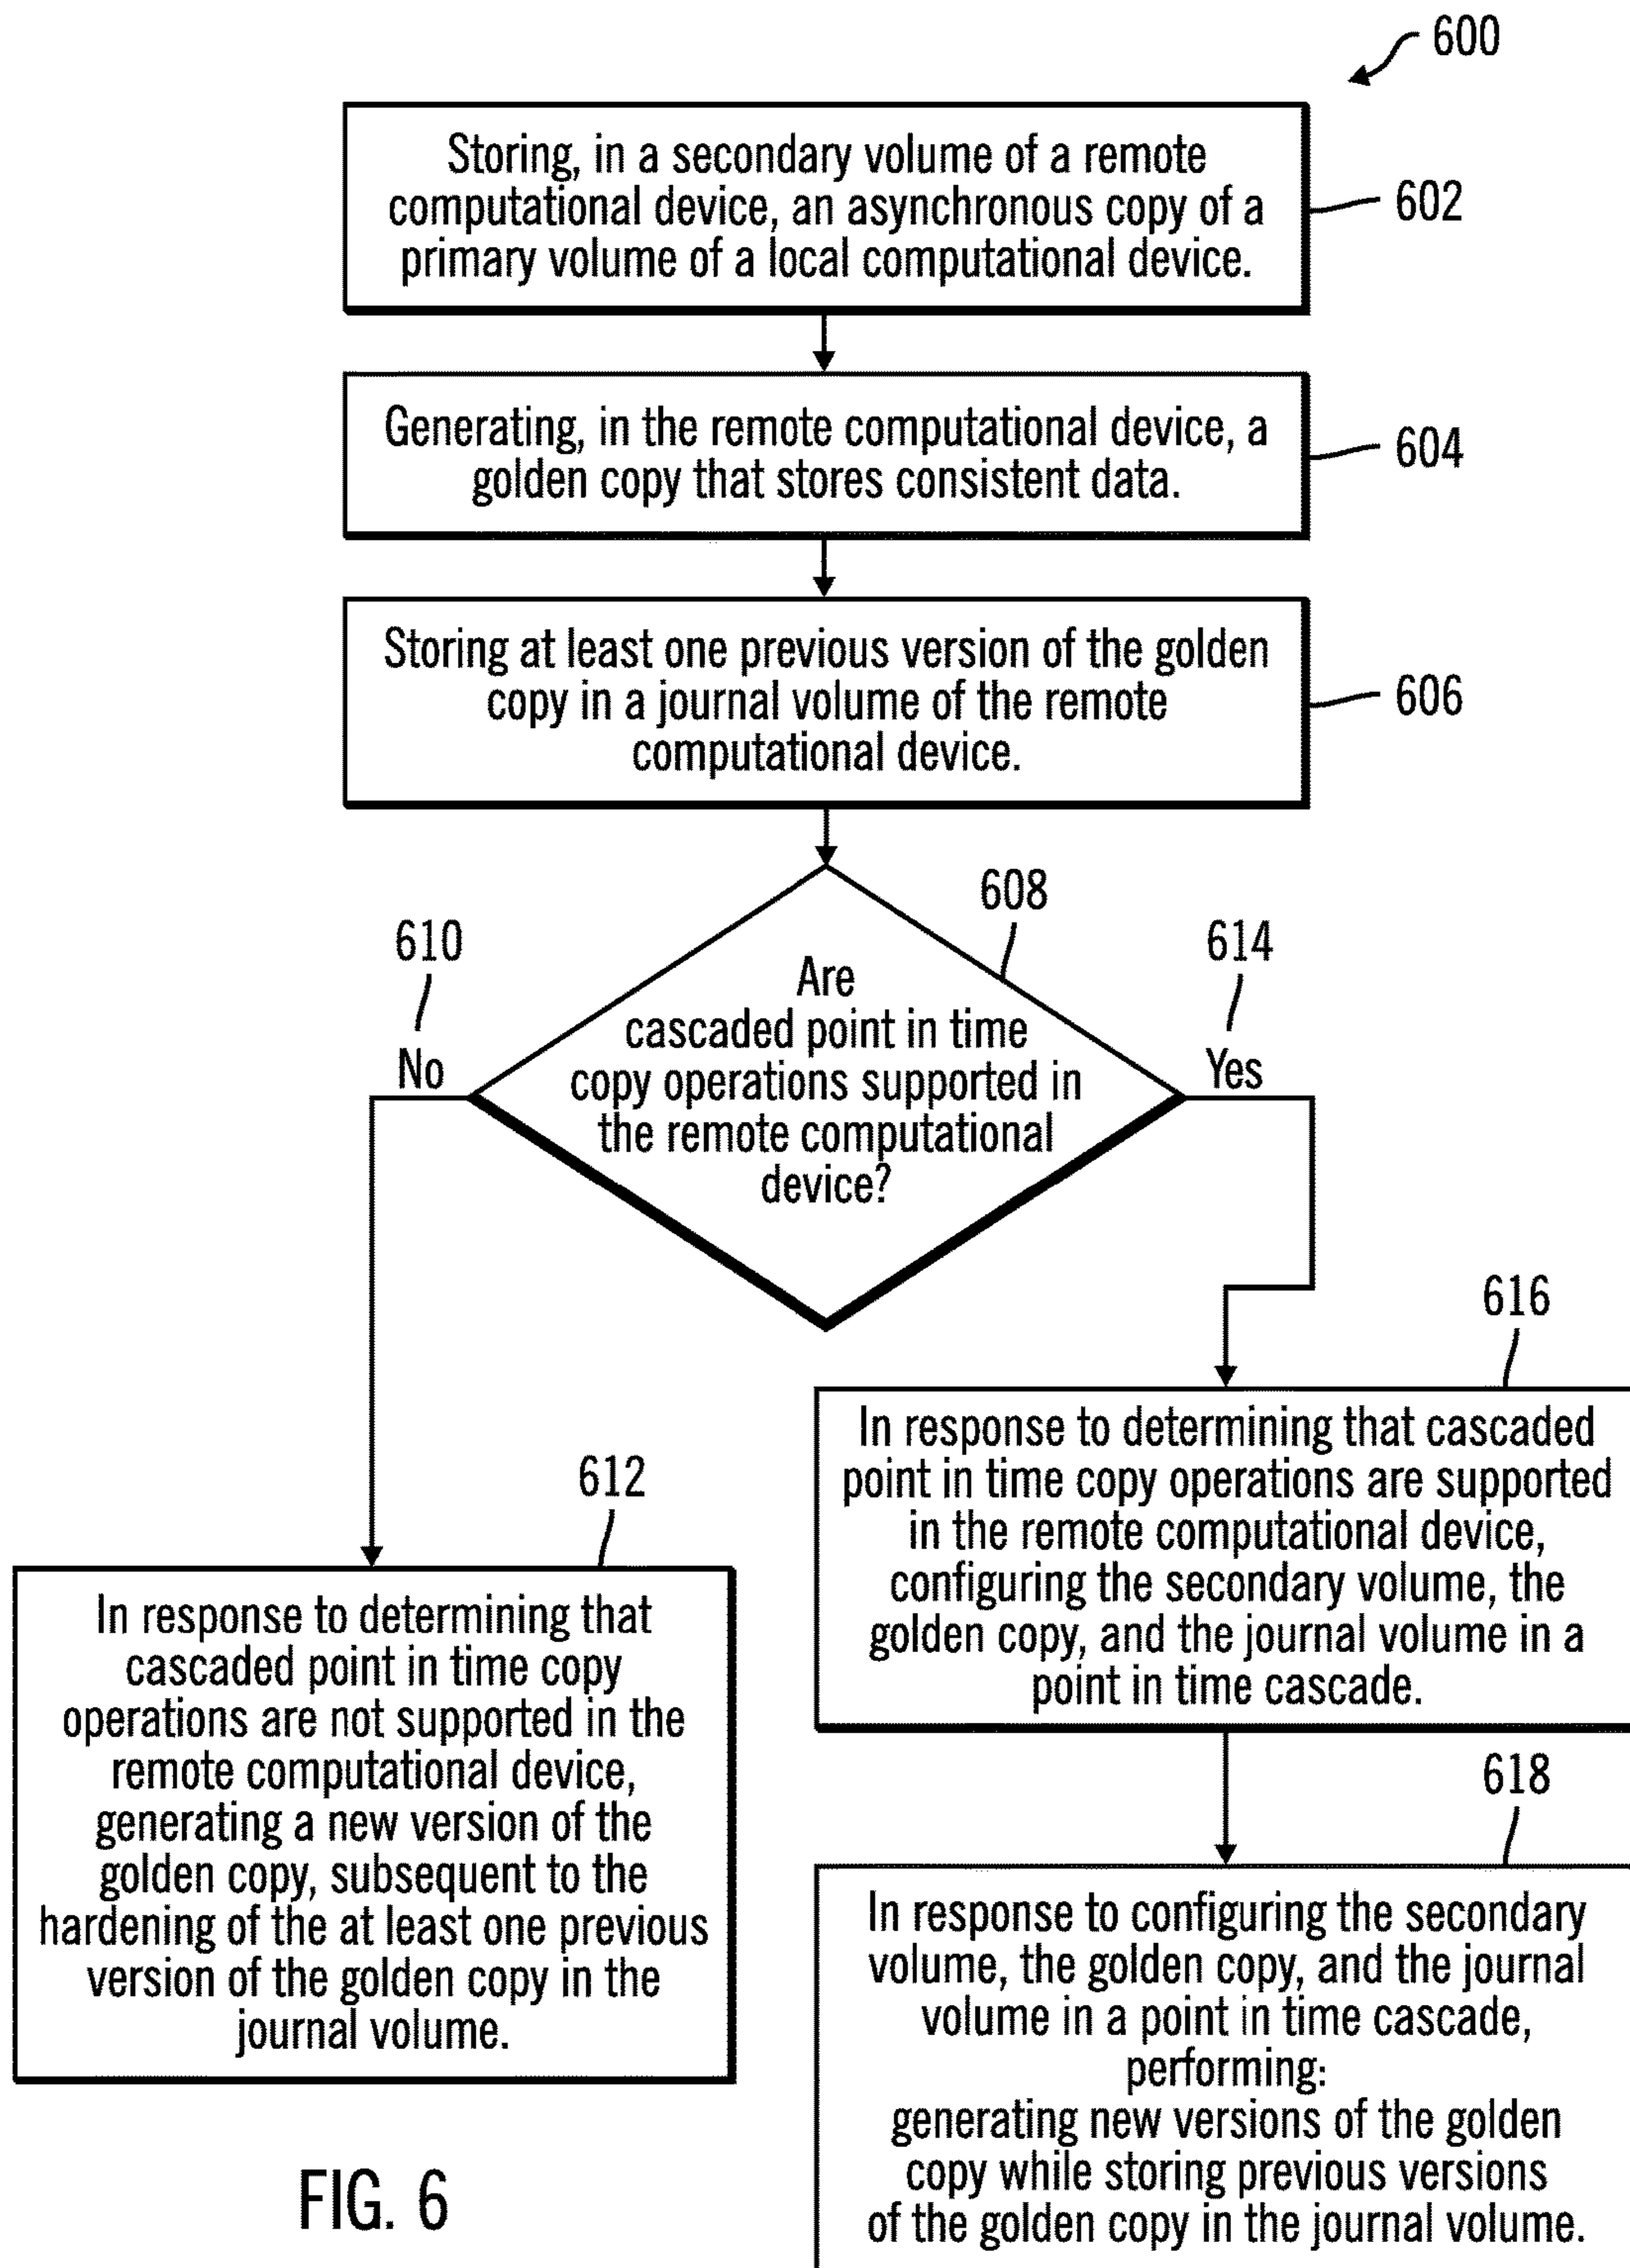 600
Storing, in a secondary volume of a remote
computational device, an asynchronous copy of a
primary volume of a local computational device.
602
Generating, in the remote computational device, a
golden copy that stores consistent data.
604
Storing at least one previous version of the golden
copy in a journal volume of the remote
computational device.
606
608
610
614
Are
cascaded point in time
copy operations supported in
the remote computational
device?
No
Yes
616
In response to determining that cascaded
point in time copy operations are supported
in the remote computational device,
configuring the secondary volume, the
golden copy, and the journal volume in a
point in time cascade.
612
In response to determining that
cascaded point in time copy
operations are not supported in the
remote computational device,
generating a new version of the
golden copy, subsequent to the
hardening of the at least one previous
version of the golden copy in the
journal volume.
618
In response to configuring the secondary
volume, the golden copy, and the journal
volume in a point in time cascade,
performing:
generating new versions of the golden
copy while storing previous versions
of the golden copy in the journal volume.
FIG. 6